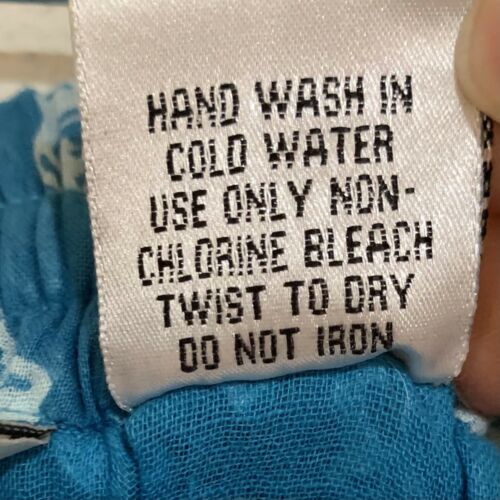 HAND WASH IN
COLD WATER
USE ONLY NON-
CHLORINE BLEACH
TWIST TO DRY
DO NOT IRON